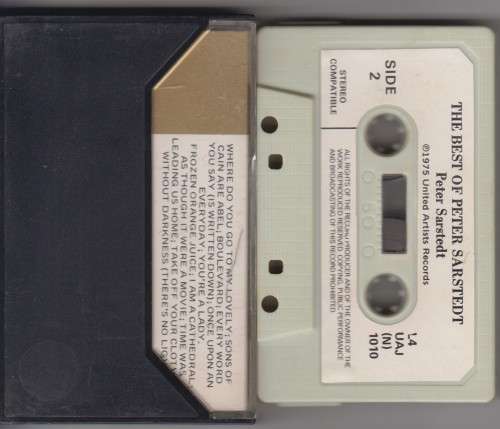 WHERE DO YOU GO TO MY LOVELY; SONS OF
CAIN ARE ABEL; BOULEVARD; EVERY WORD
YOU SAY (IS WRITTEN DOWN); ONCE UPON AN
EVERYDAY; YOU'RE A LADY.
FROZEN ORANGE JUICE; I AM A CATHEDRAL,
AS THOUGH IT WERE A MOVIE; TIME WAS
LEADING US HOME; TAKE OFF YOUR CLOTH
WITHOUT DARKNESS (THERE'S NO LIG
THE BEST OF PETER SARSTEDT
Peter Sarstedt
℗1975 United Artists Records
SIDE
2
STEREO
COMPATIBLE
L4
UAJ
(N)
1010
ALL RIGHTS OF THE RECORD PRODUCER AND OF THE OWNER OF THE
WORK REPRODUCED RESERVED. COPYING, PUBLIC PERFORMANCE
AND BROADCASTING OF THIS RECORD PROHIBITED